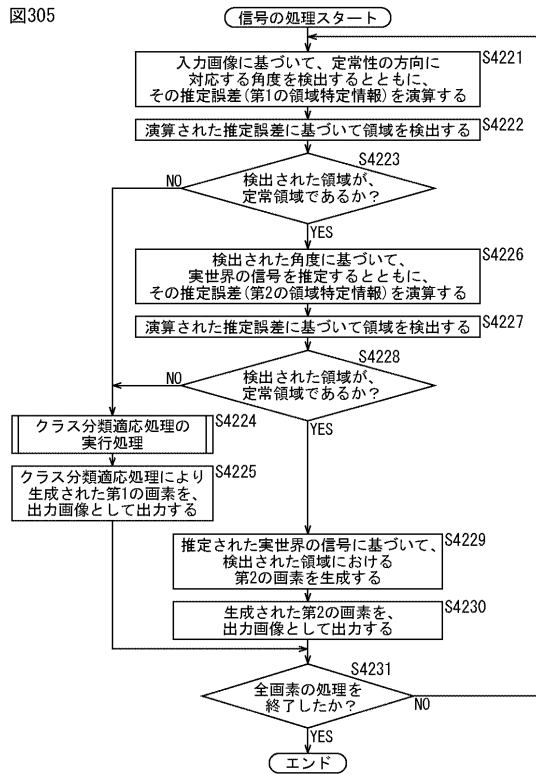 図305
信号の処理スタート
入力画像に基づいて、定常性の方向に
対応する角度を検出するとともに、
その推定誤差(第1の領域特定情報)を演算する
S4221
演算された推定誤差に基づいて領域を検出する
S4222
S4223
検出された領域が、
定常領域であるか？
NO
YES
検出された角度に基づいて、
実世界の信号を推定するとともに、
その推定誤差(第2の領域特定情報)を演算する
S4226
演算された推定誤差に基づいて領域を検出する
S4227
S4228
検出された領域が、
定常領域であるか？
NO
YES
クラス分類適応処理の
実行処理
S4224
クラス分類適応処理により
生成された第1の画素を、
出力画像として出力する
S4225
推定された実世界の信号に基づいて、
検出された領域における
第2の画素を生成する
S4229
生成された第2の画素を、
出力画像として出力する
S4230
S4231
全画素の処理を
終了したか？
NO
YES
エンド